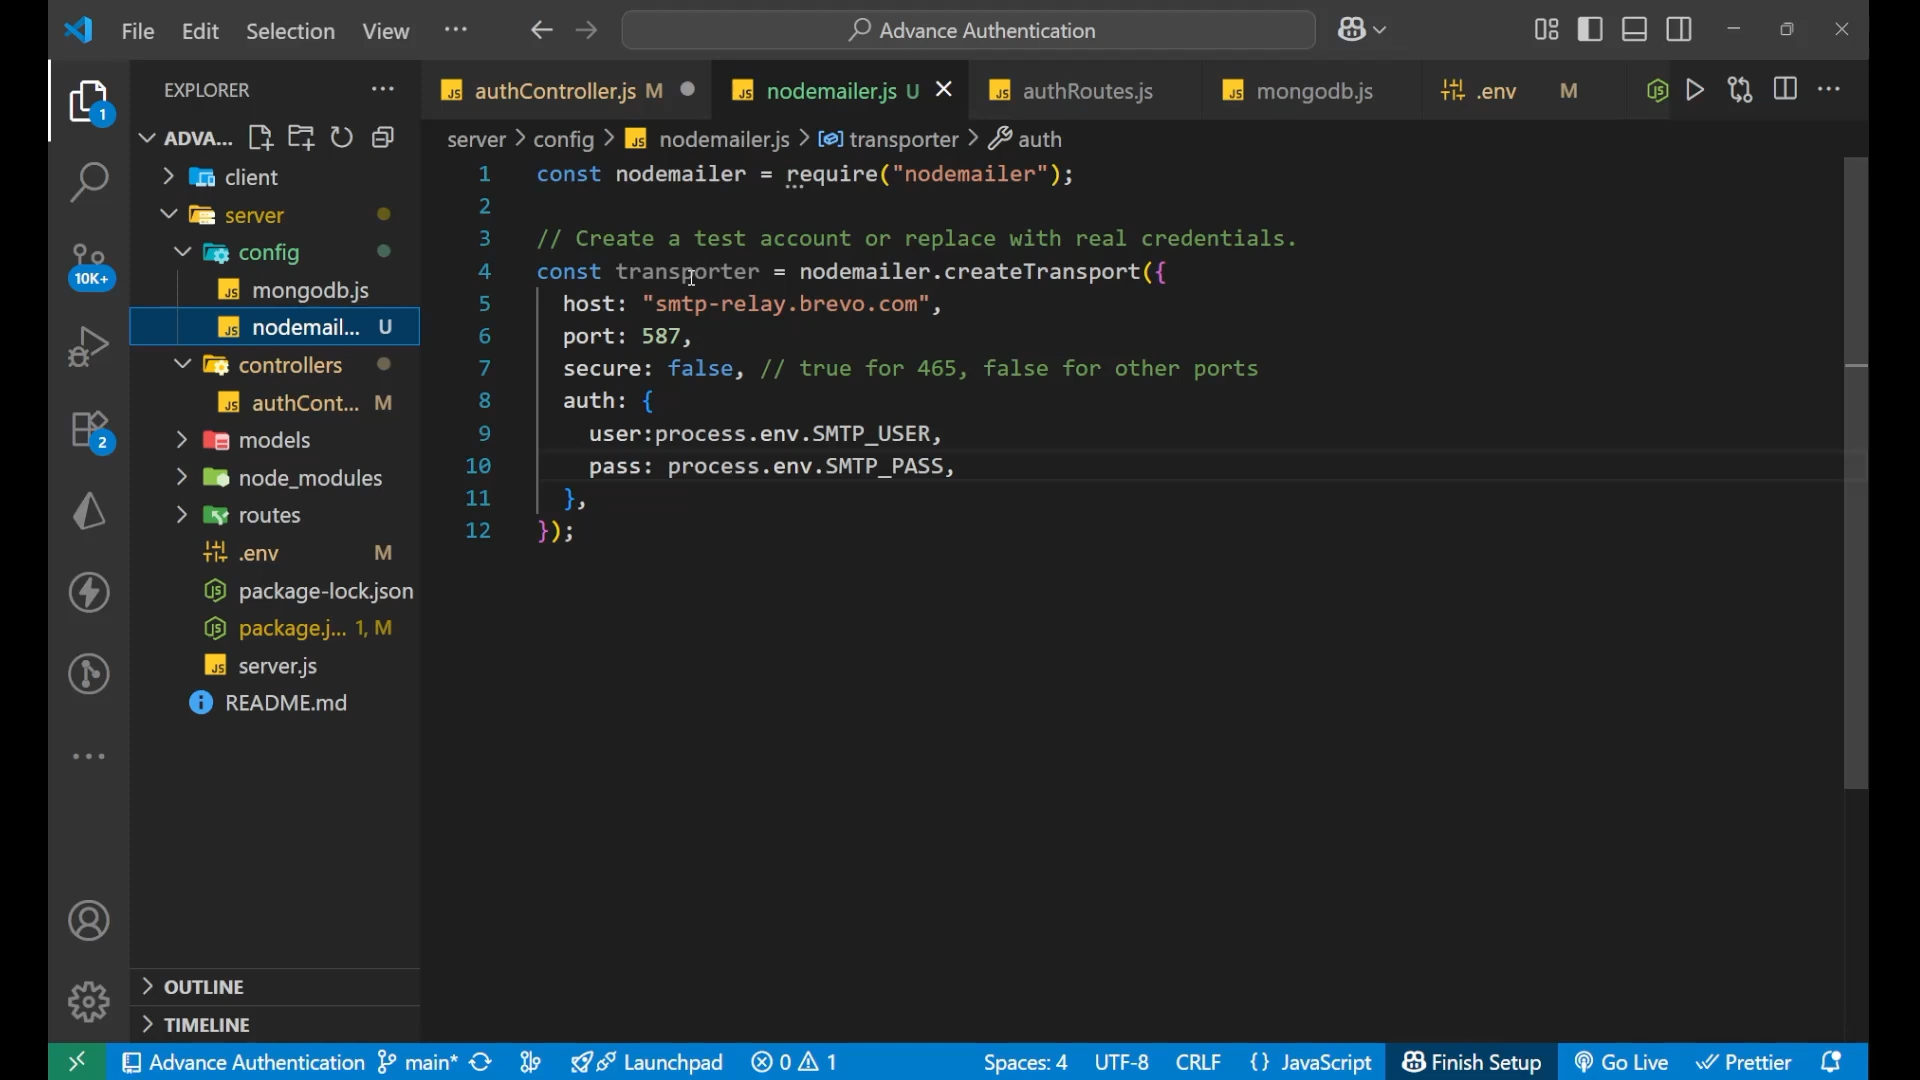 File Edit Selection View ··· Advance Authentication
EXPLORER ···
authController.js M nodemailer.js U authRoutes.js mongodb.js .env M ···
ADVA...
server > config > nodemailer.js > transporter > auth
client
server
config
mongodb.js
nodemail... U
controllers
authCont... M
models
node_modules
routes
.env M
package-lock.json
package.j... 1, M
server.js
README.md
OUTLINE
TIMELINE
1
10K+
2
1 const nodemailer = require("nodemailer");
2
3 // Create a test account or replace with real credentials.
4 const transporter = nodemailer.createTransport({
5 host: "smtp-relay.brevo.com",
6 port: 587,
7 secure: false, // true for 465, false for other ports
8 auth: {
9 user:process.env.SMTP_USER,
10 pass: process.env.SMTP_PASS,
11 },
12 });
Advance Authentication main* Launchpad 0 1 Spaces: 4 UTF-8 CRLF {} JavaScript Finish Setup Go Live Prettier